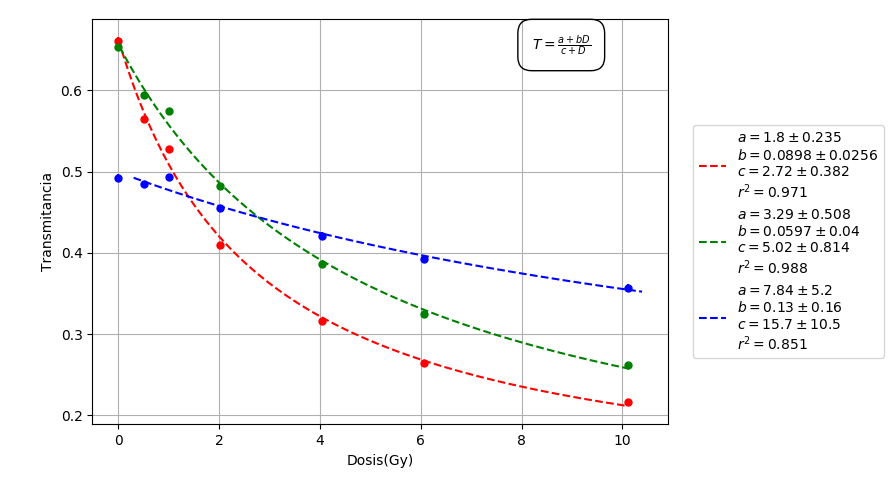 T = \frac{a+bD}{c+D}
0.6
0.5
0.4
0.3
0.2
Transmitancia
0 2 4 6 8 10
Dosis(Gy)
a = 1.8 ± 0.235
b = 0.0898 ± 0.0256
c = 2.72 ± 0.382
r² = 0.971
a = 3.29 ± 0.508
b = 0.0597 ± 0.04
c = 5.02 ± 0.814
r² = 0.988
a = 7.84 ± 5.2
b = 0.13 ± 0.16
c = 15.7 ± 10.5
r² = 0.851